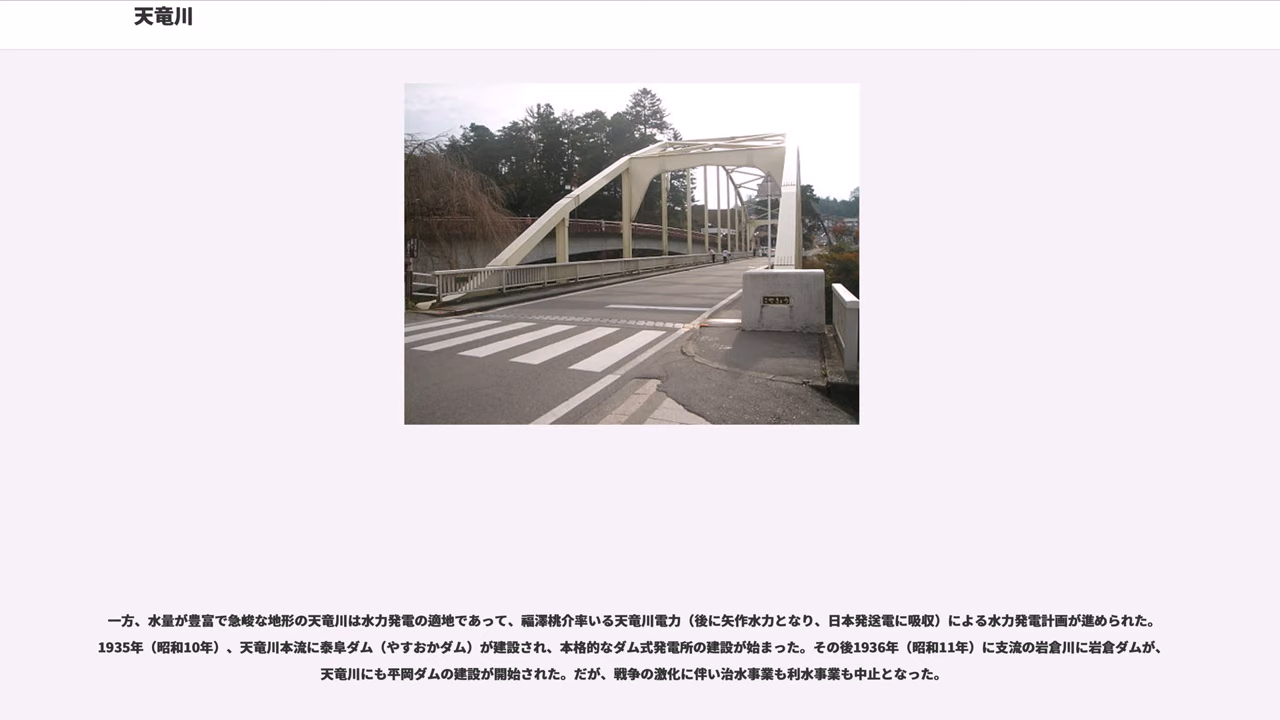 天竜川
一方、水量が豊富で急峻な地形の天竜川は水力発電の適地であって、福澤桃介率いる天竜川電力（後に矢作水力となり、日本発送電に吸収）による水力発電計画が進められた。
1935年（昭和10年）、天竜川本流に泰阜ダム（やすおかダム）が建設され、本格的なダム式発電所の建設が始まった。その後1936年（昭和11年）に支流の岩倉川に岩倉ダムが、
天竜川にも平岡ダムの建設が開始された。だが、戦争の激化に伴い治水事業も利水事業も中止となった。